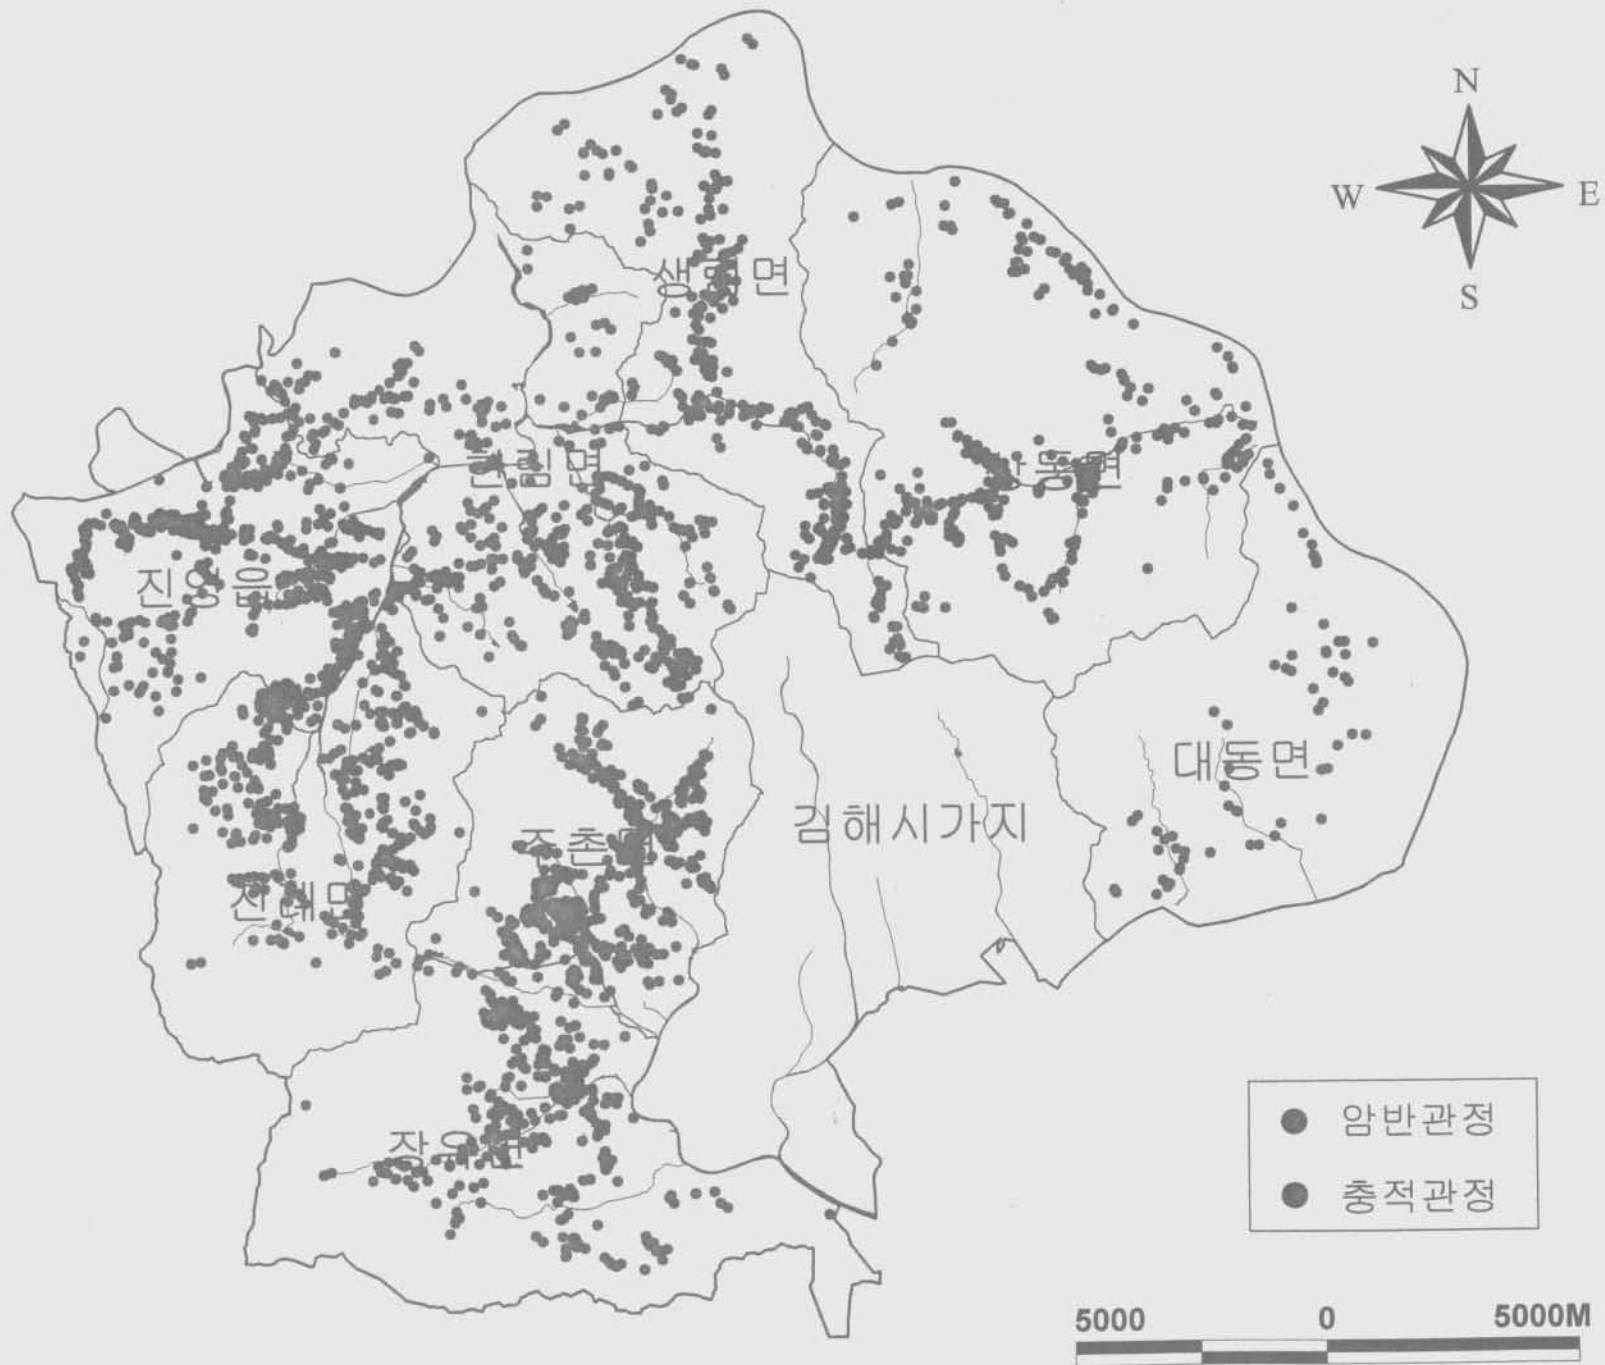 N
W
E
S
생림면
한림면
상동면
진영읍
대동면
김해시가지
주촌면
진례면
장유면
암반관정
충적관정
5000 0 5000M